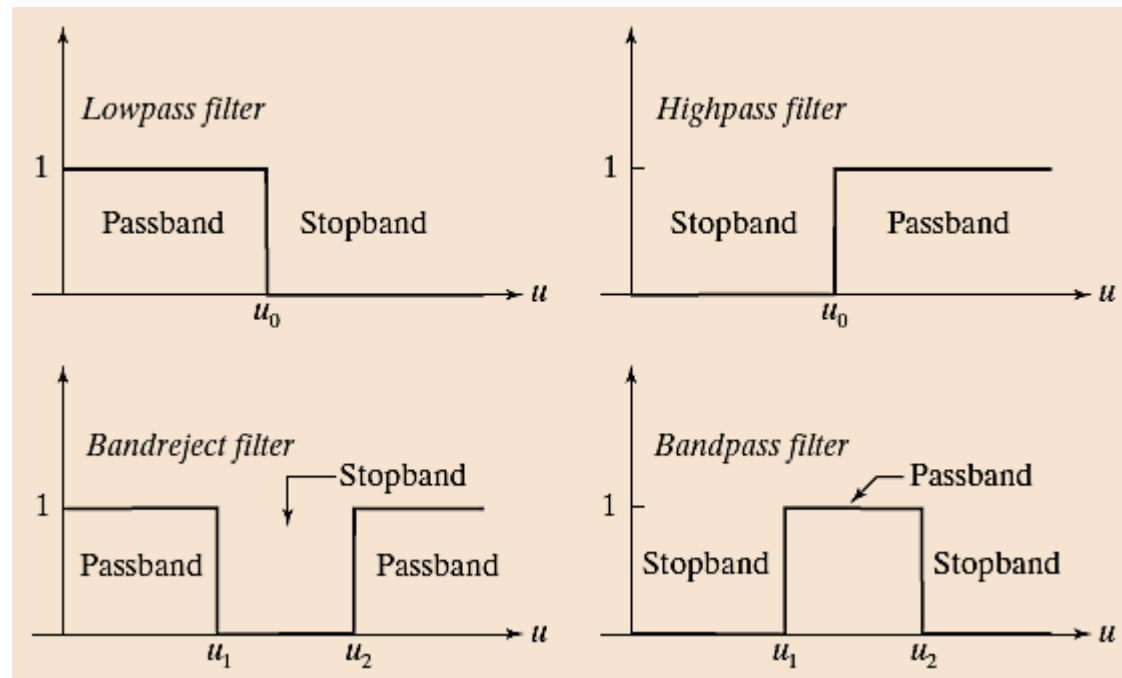 Lowpass filter
1
Passband
Stopband
u
u₀
Highpass filter
1
Stopband
Passband
u
u₀
Bandreject filter
Stopband
1
Passband
Passband
u
u₁
u₂
Bandpass filter
Passband
1
Stopband
Stopband
u
u₁
u₂